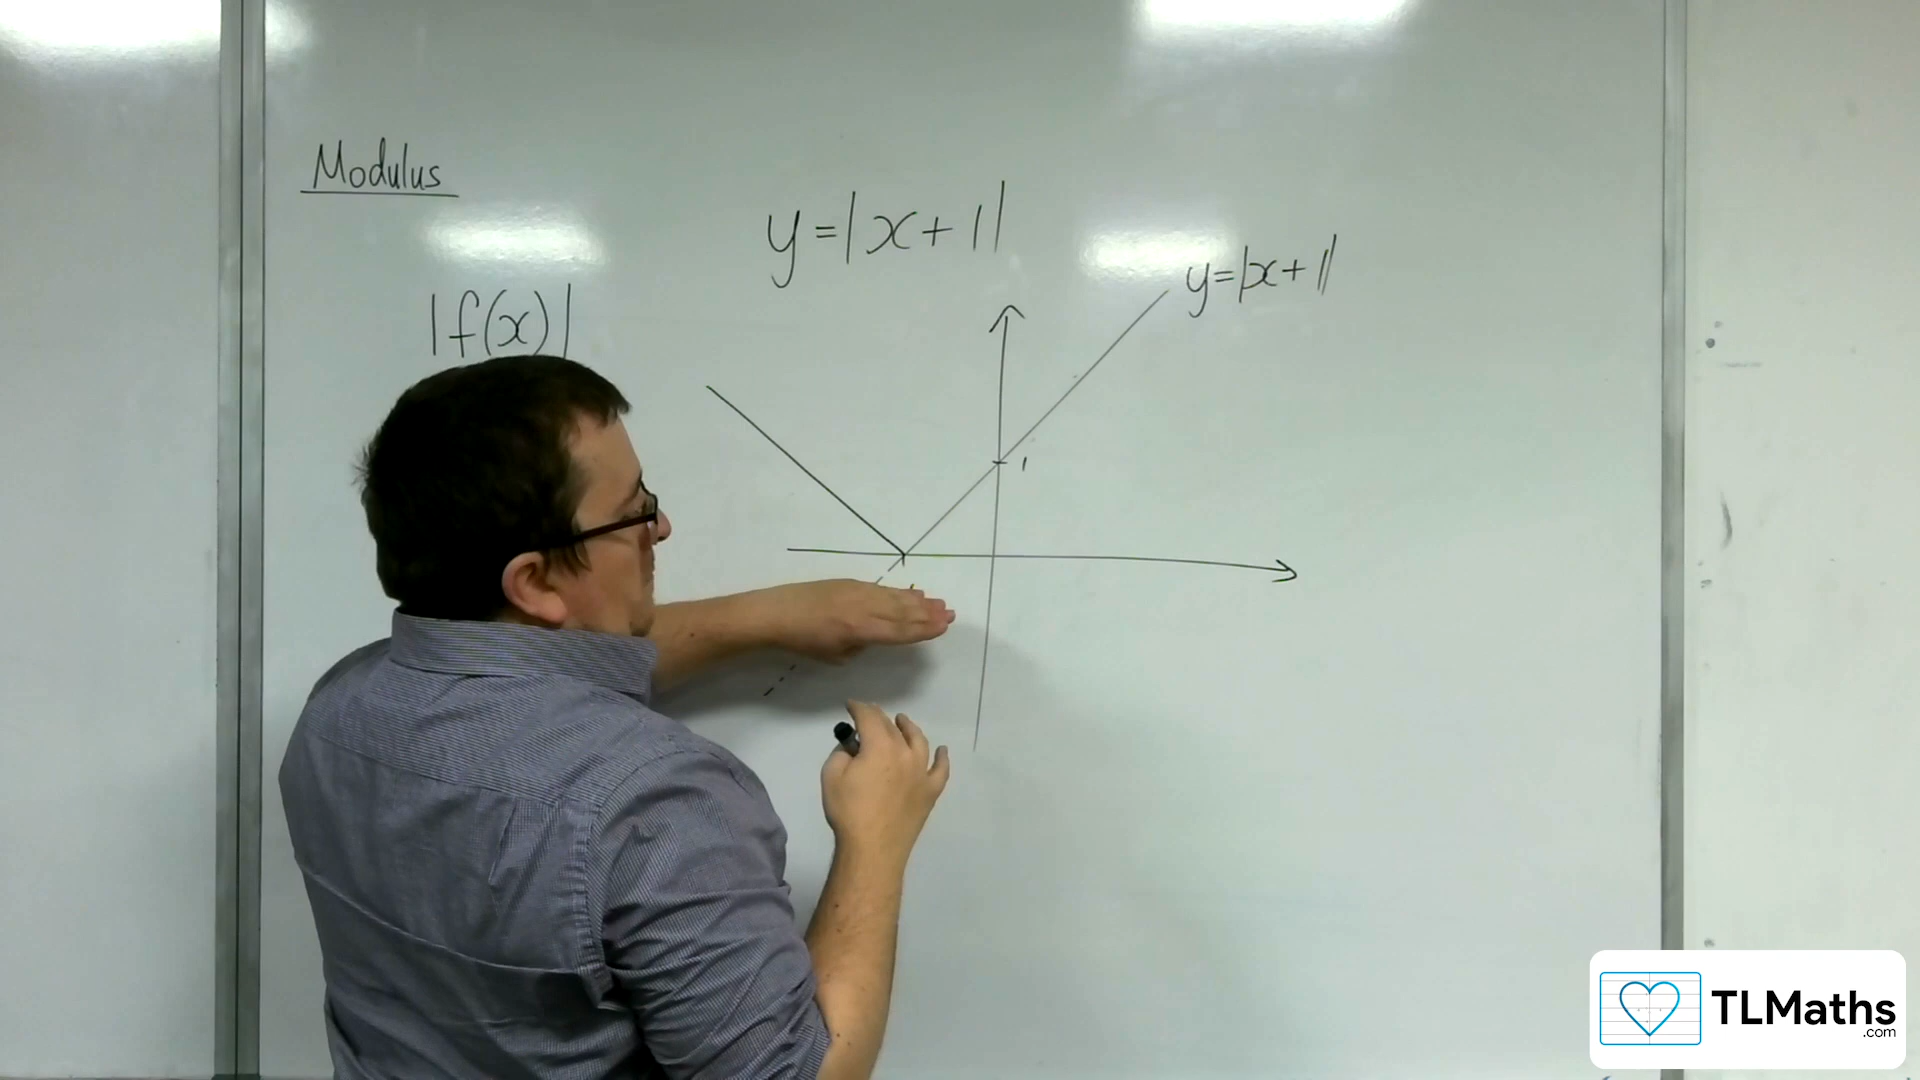 Modulus
y=|x+1|
y=|x+1|
|f(x)|
1
TLMaths
.com